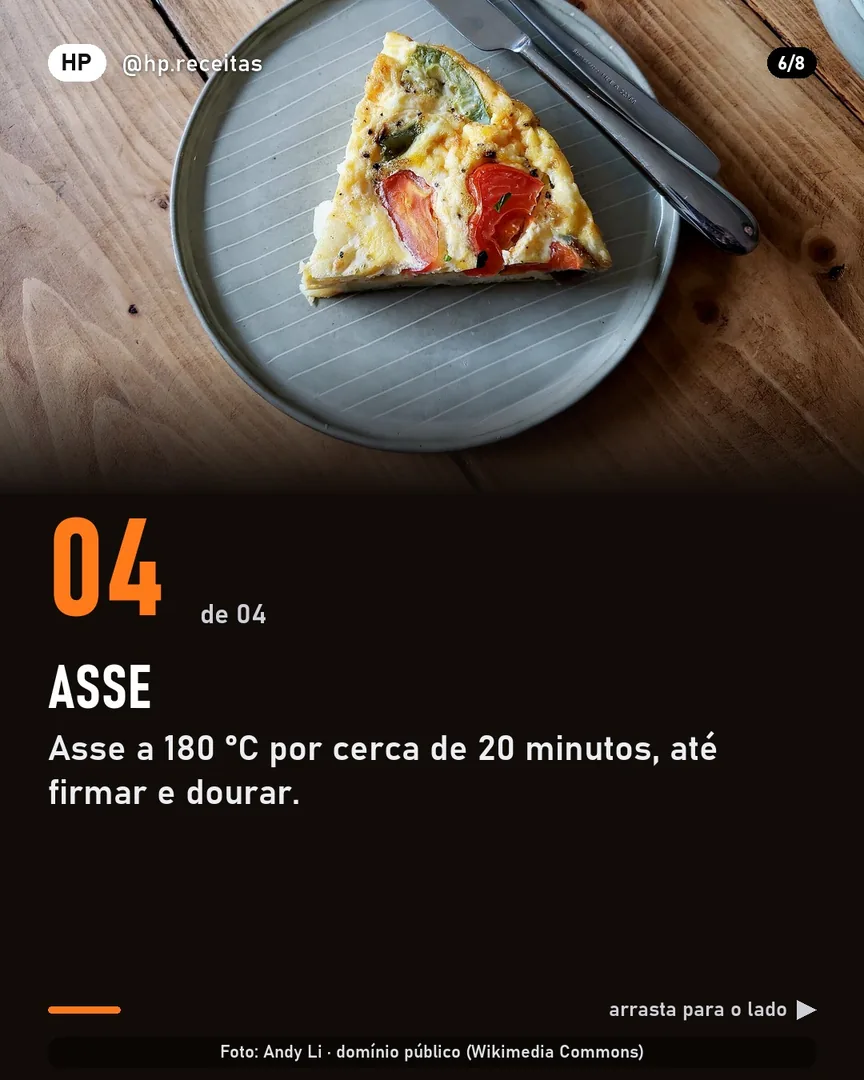 HP @hp.receitas
6/8
04 de 04
ASSE
Asse a 180 °C por cerca de 20 minutos, até
firmar e dourar.
arrasta para o lado ▶
Foto: Andy Li · domínio público (Wikimedia Commons)